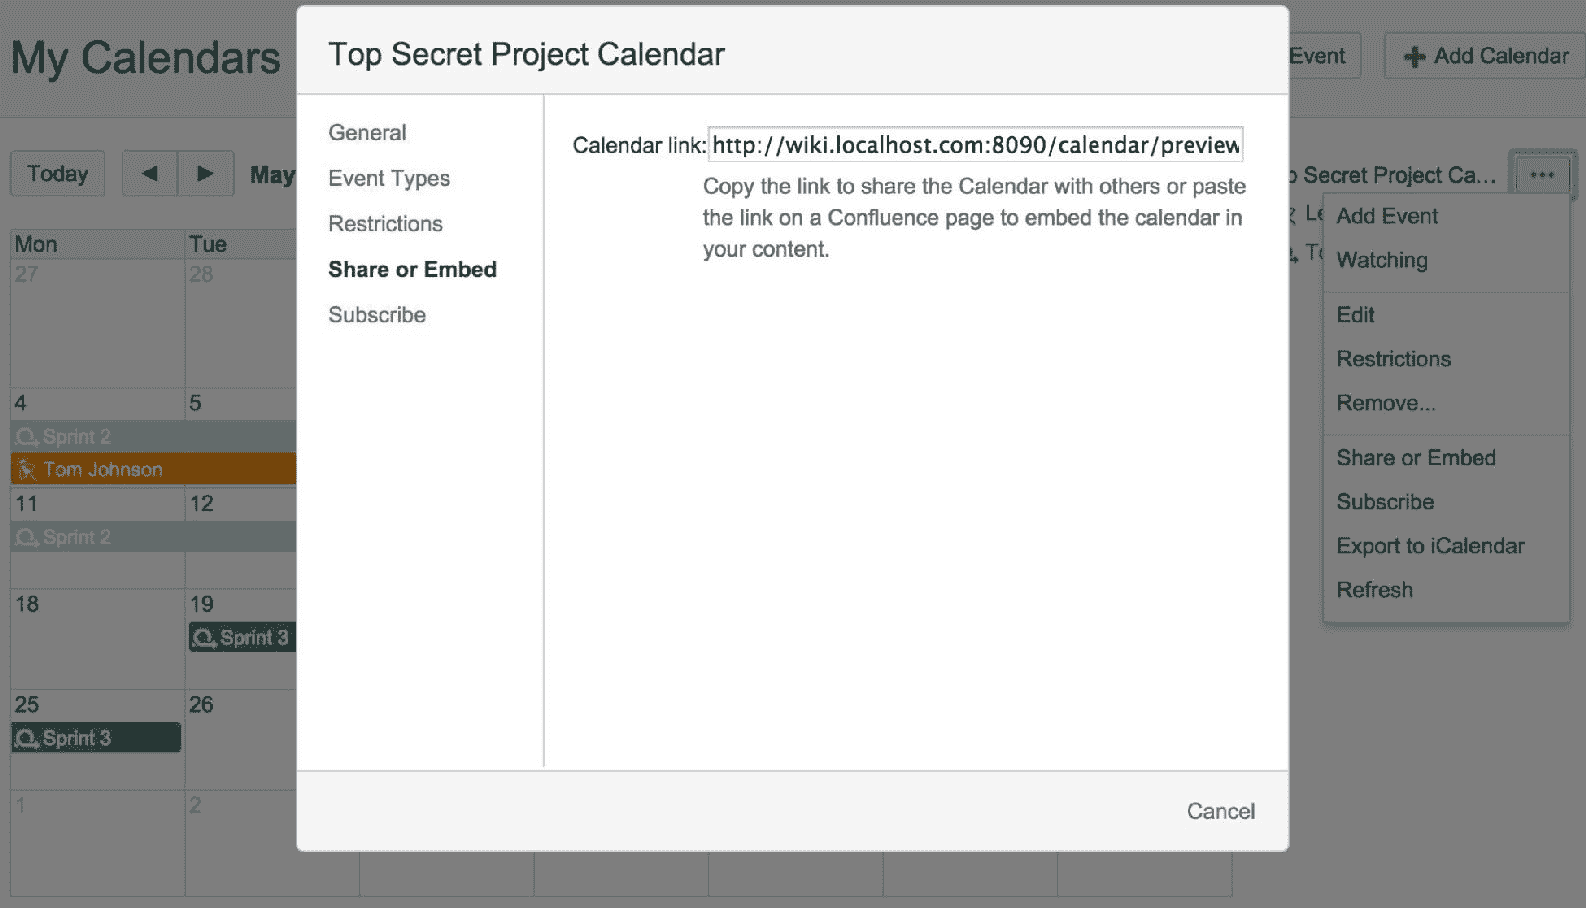 My Calendars
Event
Add Calendar
Today
May
Mon
Tue
27
28
4
5
Sprint 2
Tom Johnson
11
12
Sprint 2
18
19
Sprint 3
25
26
Sprint 3
1
2
Top Secret Project Calendar
General
Event Types
Restrictions
Share or Embed
Subscribe
Calendar link: http://wiki.localhost.com:8090/calendar/preview
Copy the link to share the Calendar with others or paste
the link on a Confluence page to embed the calendar in
your content.
Cancel
Secret Project Ca...
Add Event
Watching
Edit
Restrictions
Remove...
Share or Embed
Subscribe
Export to iCalendar
Refresh